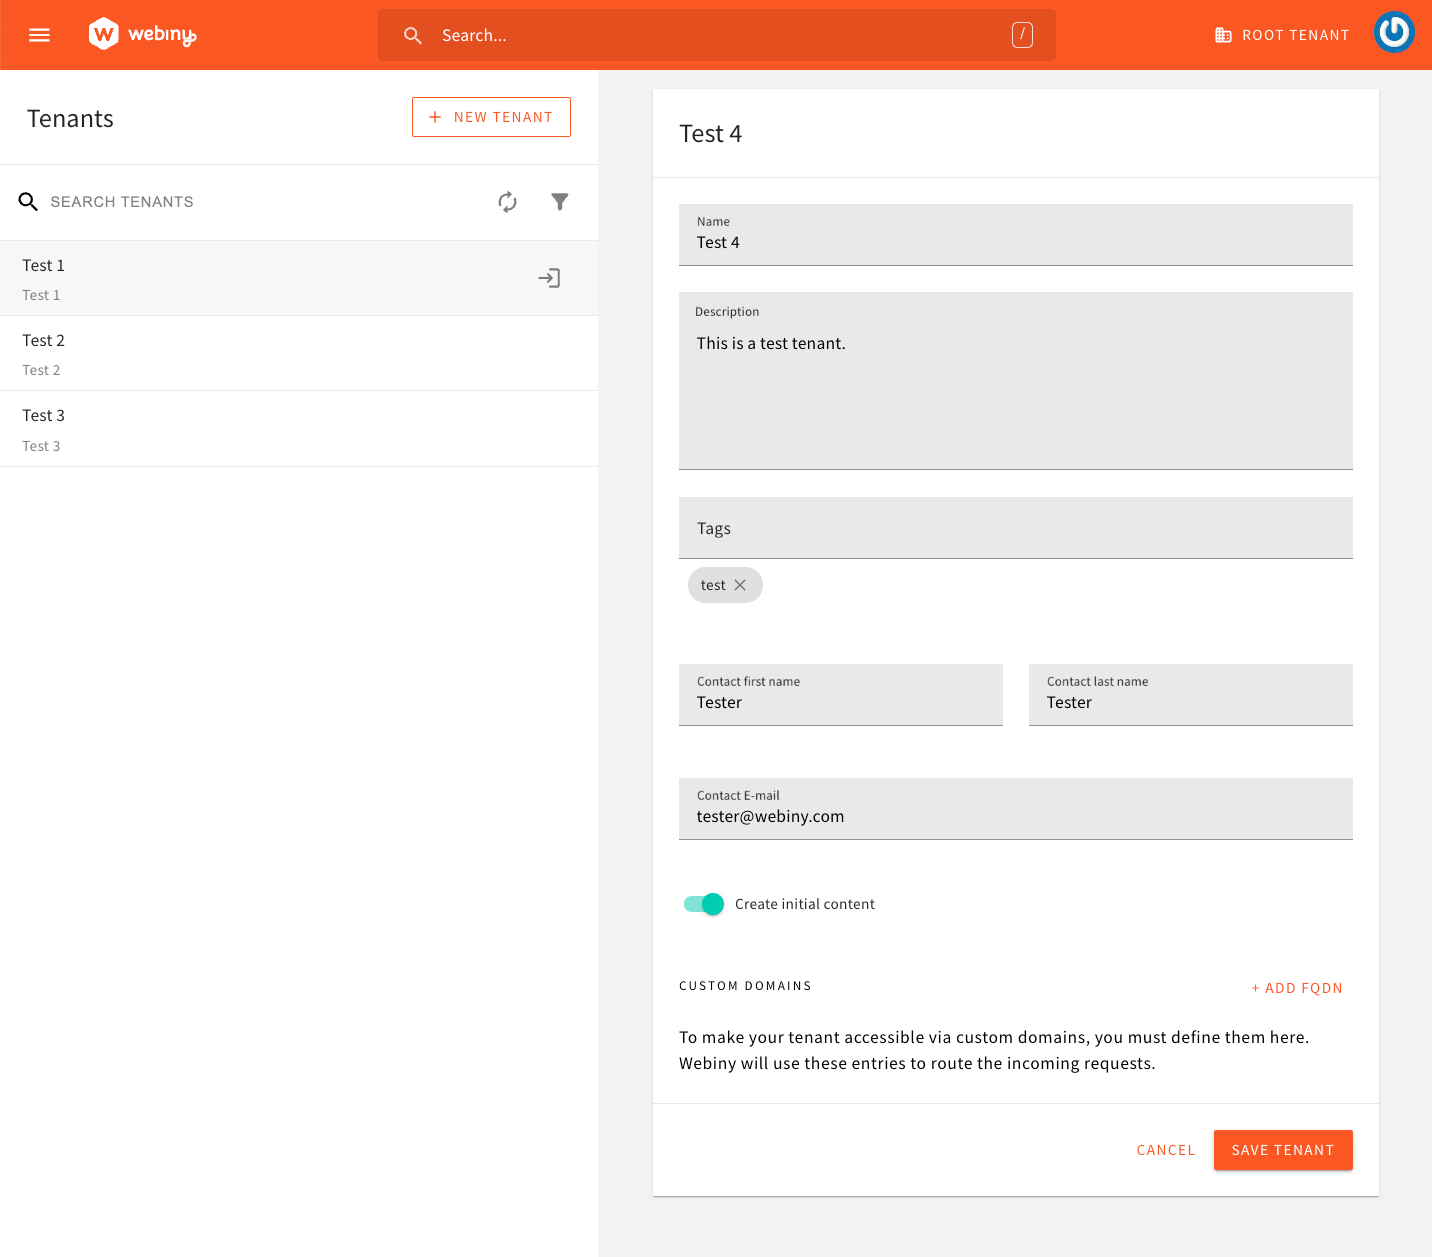 webiny
Search...
/
ROOT TENANT
Tenants
+ NEW TENANT
SEARCH TENANTS
Test 1
Test 1
Test 2
Test 2
Test 3
Test 3
Test 4
Name
Test 4
Description
This is a test tenant.
Tags
test
Contact first name
Tester
Contact last name
Tester
Contact E-mail
tester@webiny.com
Create initial content
CUSTOM DOMAINS
+ ADD FQDN
To make your tenant accessible via custom domains, you must define them here.
Webiny will use these entries to route the incoming requests.
CANCEL
SAVE TENANT